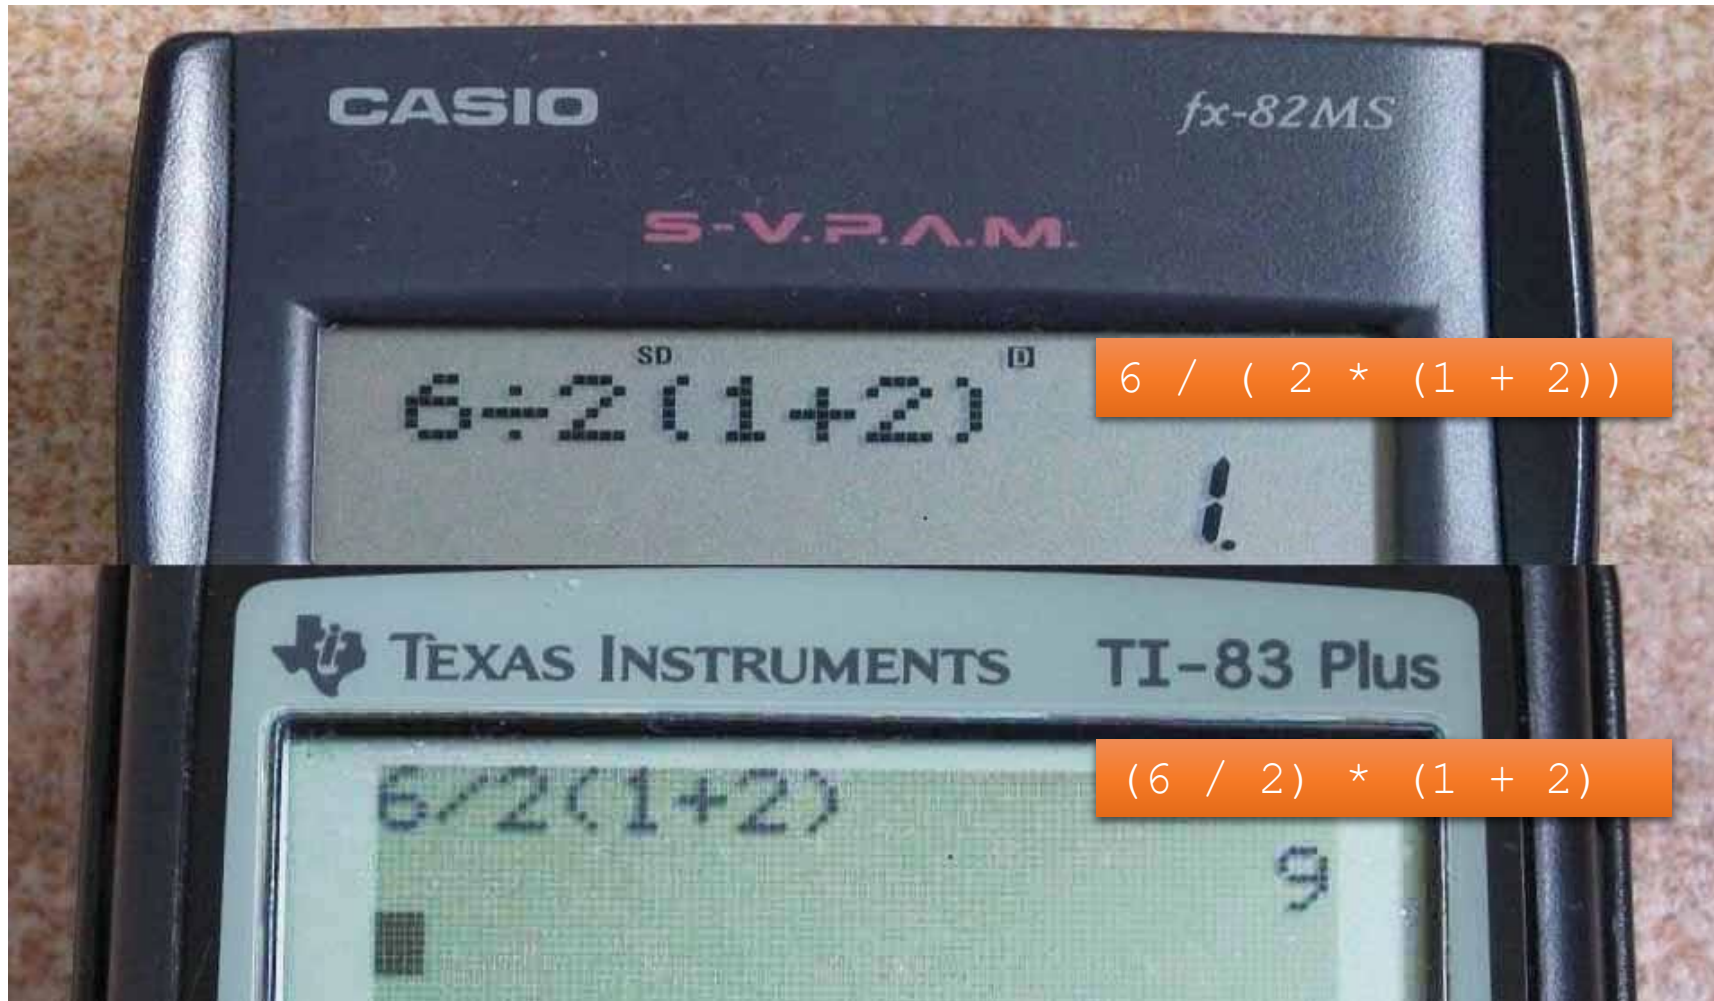 CASIO fx-82MS
S-V.P.A.M.
SD D
6÷2(1+2)
6 / ( 2 * (1 + 2))
1.
TI TEXAS INSTRUMENTS TI-83 Plus
6/2(1+2)
(6 / 2) * (1 + 2)
9